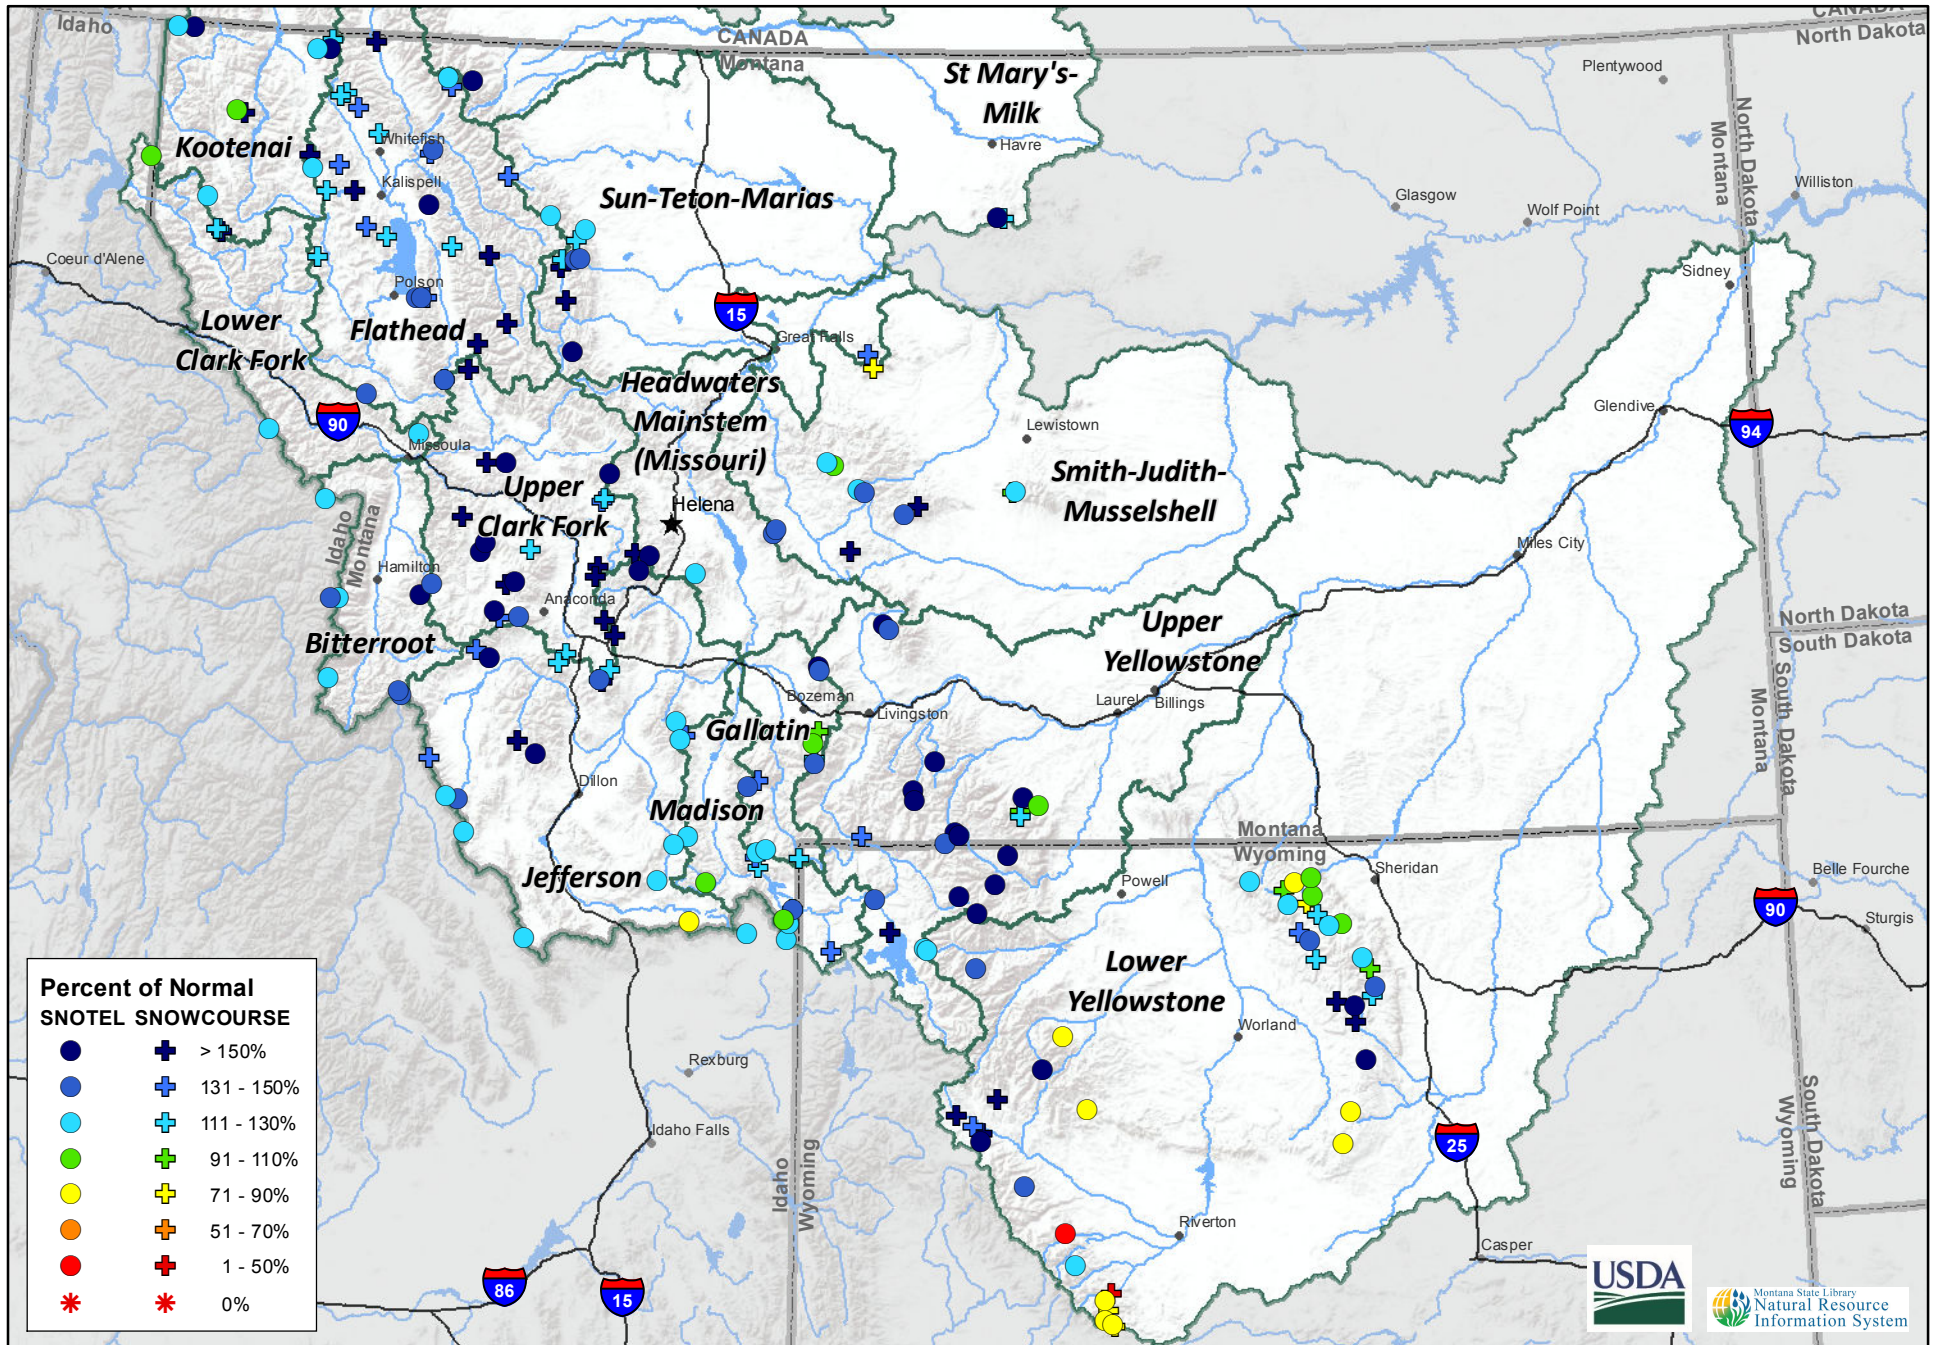 CANADA
Idaho
North Dakota
CANADA
Montana
St Mary's-
Milk
Plentywood
North Dakota
Montana
Havre
Kootenai
Whitefish
Kalispell
Sun-Teton-Marias
Glasgow
Wolf Point
Williston
Coeur d'Alene
Polson
Sidney
15
Lower
Clark Fork
Flathead
Great Falls
90
Missoula
Headwaters
Mainstem
(Missouri)
Lewistown
Glendive
94
Smith-Judith-
Musselshell
Upper
Clark Fork
Helena
Idaho
Montana
Hamilton
Anaconda
Miles City
Bitterroot
Upper
Yellowstone
North Dakota
South Dakota
South Dakota
Montana
Bozeman
Livingston
Laurel
Billings
Gallatin
Dillon
Madison
Jefferson
Montana
Wyoming
Sheridan
Powell
Belle Fourche
90
Sturgis
Lower
Yellowstone
Worland
Rexburg
Idaho Falls
Idaho
Wyoming
25
South Dakota
Wyoming
Riverton
Casper
86
15
Percent of Normal
SNOTEL SNOWCOURSE
> 150%
131 - 150%
111 - 130%
91 - 110%
71 - 90%
51 - 70%
1 - 50%
0%
USDA
Montana State Library
Natural Resource
Information System